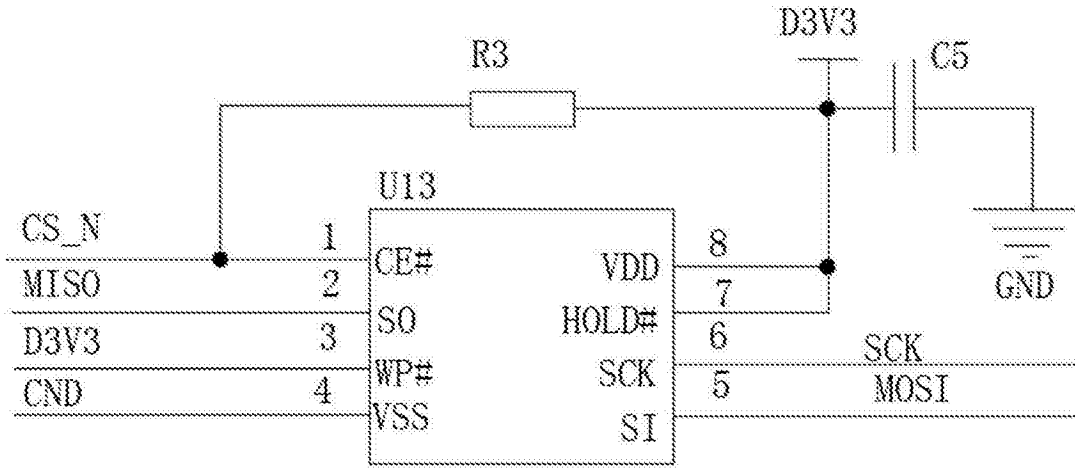 D3V3
R3
C5
U13
CS_N
1
CE#
MISO
2
SO
D3V3
3
WP#
CND
4
VSS
VDD
8
HOLD#
7
SCK
6
SCK
SI
5
MOSI
GND